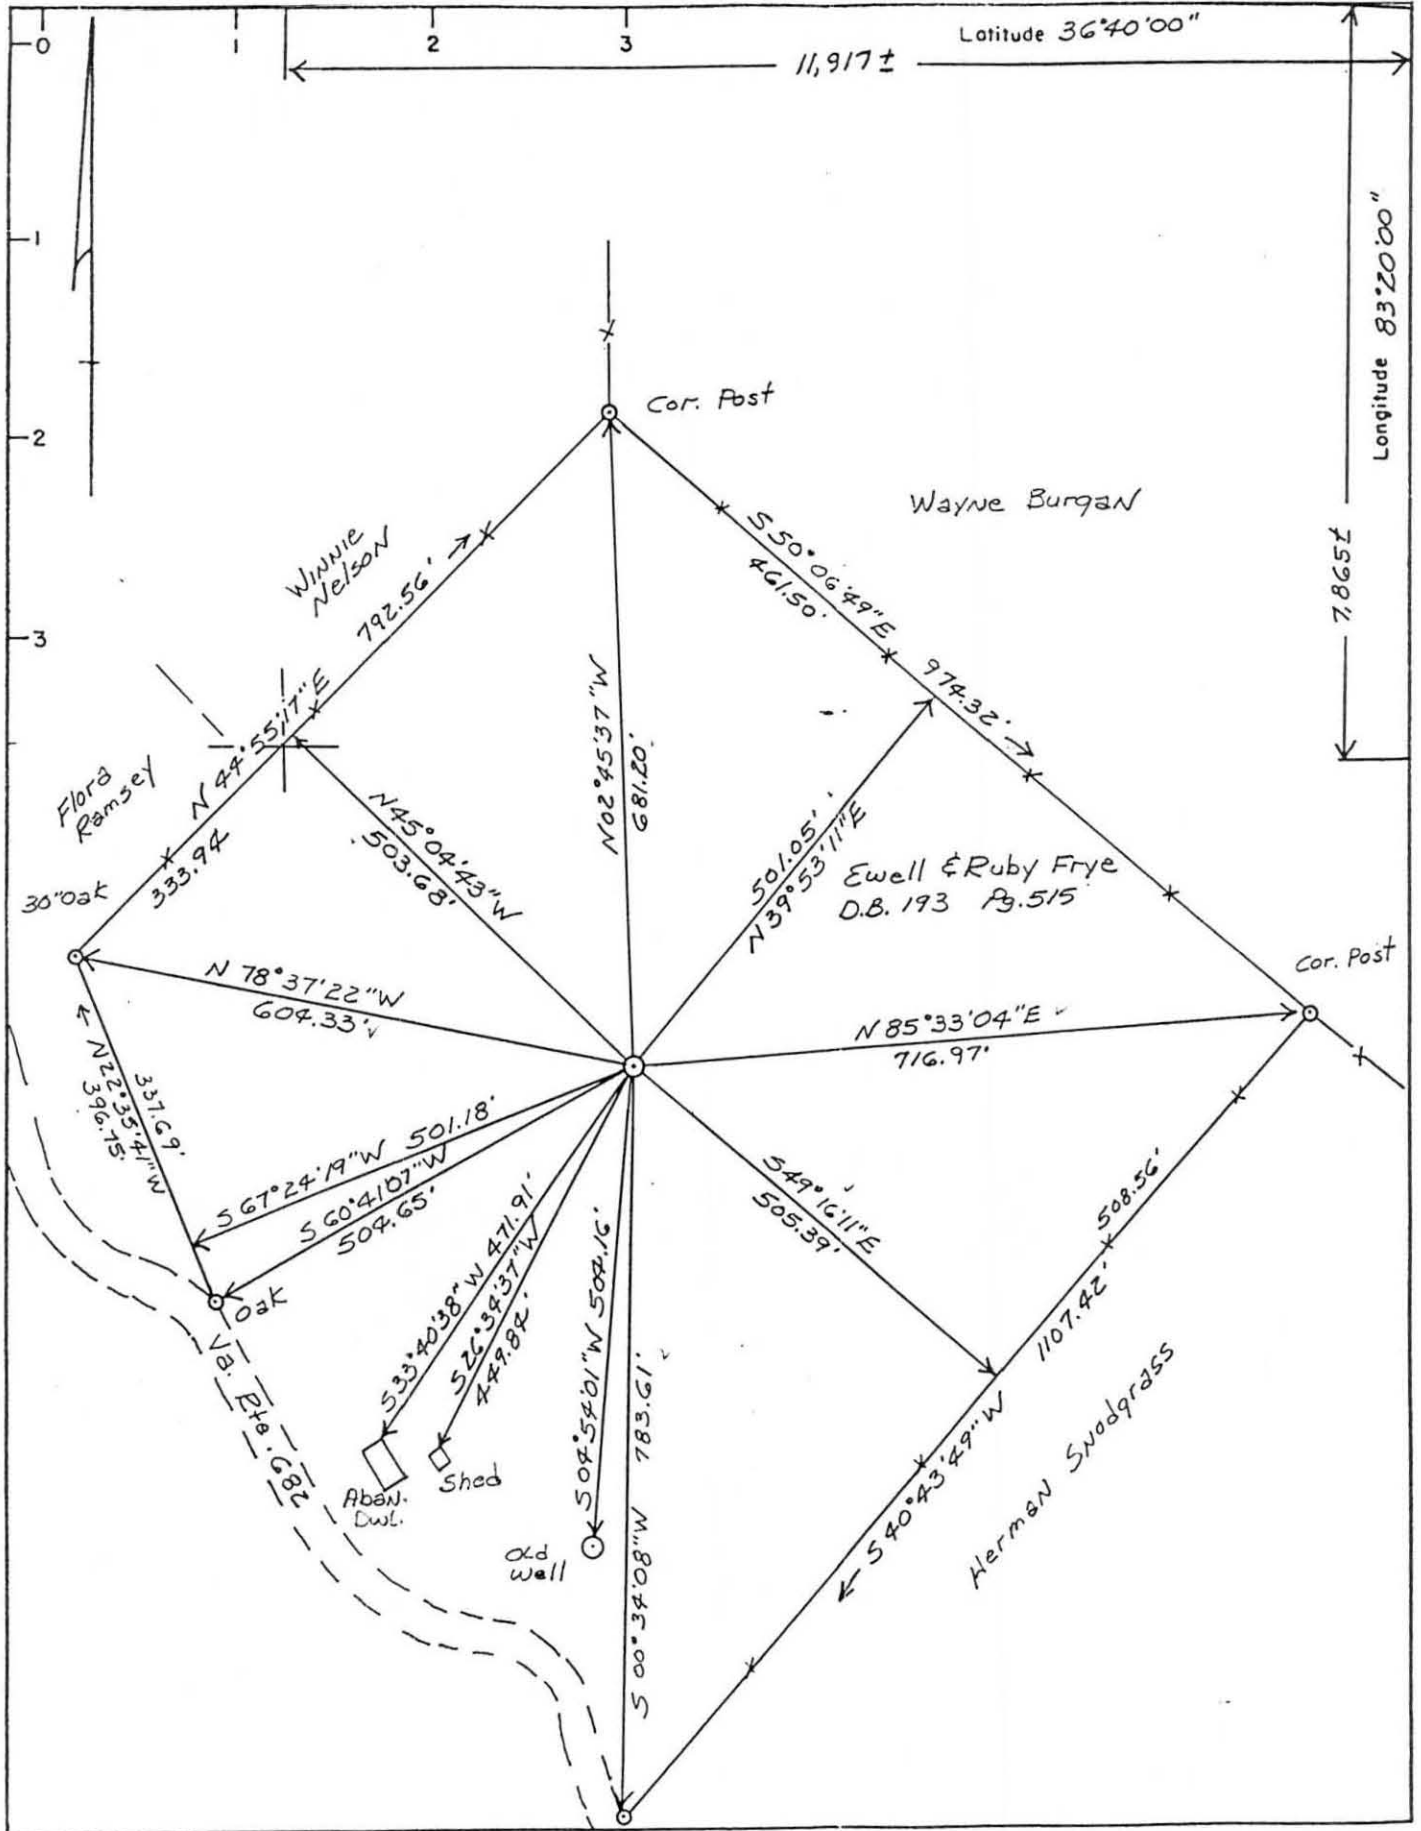 0 1 2 3
Latitude 36°40'00"
11,917 ±
1
2
3
Longitude 83°20'00"
7,865±
Cor. Post
Wayne Burgan
WINNIE
Nelson
792.56'
S 50°06'49"E
461.50'
974.32'
N 44°55'17"E
333.94
Flora
Ramsey
30"Oak
N45°04'43"W
503.68'
N02°45'37"W
681.20'
501.05'
N39°53'11"E
Ewell & Ruby Frye
D.B. 193 Pg.515
Cor. Post
N 78°37'22"W
604.33'
N 85°33'04"E
716.97'
337.69'
N22°35'41"W
396.75'
S 67°24'19"W 501.18'
S 60°41'07"W
504.65'
Oak
S33°40'38"W 471.91'
S26°34'37"W
449.84'
S04°54'01"W 504.16'
S 00°34'08"W 783.61'
S49°16'11"E
505.39'
508.56'
1107.42'
S 40°43'49"W
Herman Snodgrass
Va. Rte. 682
Aban.
Dwl.
Shed
Old
Well